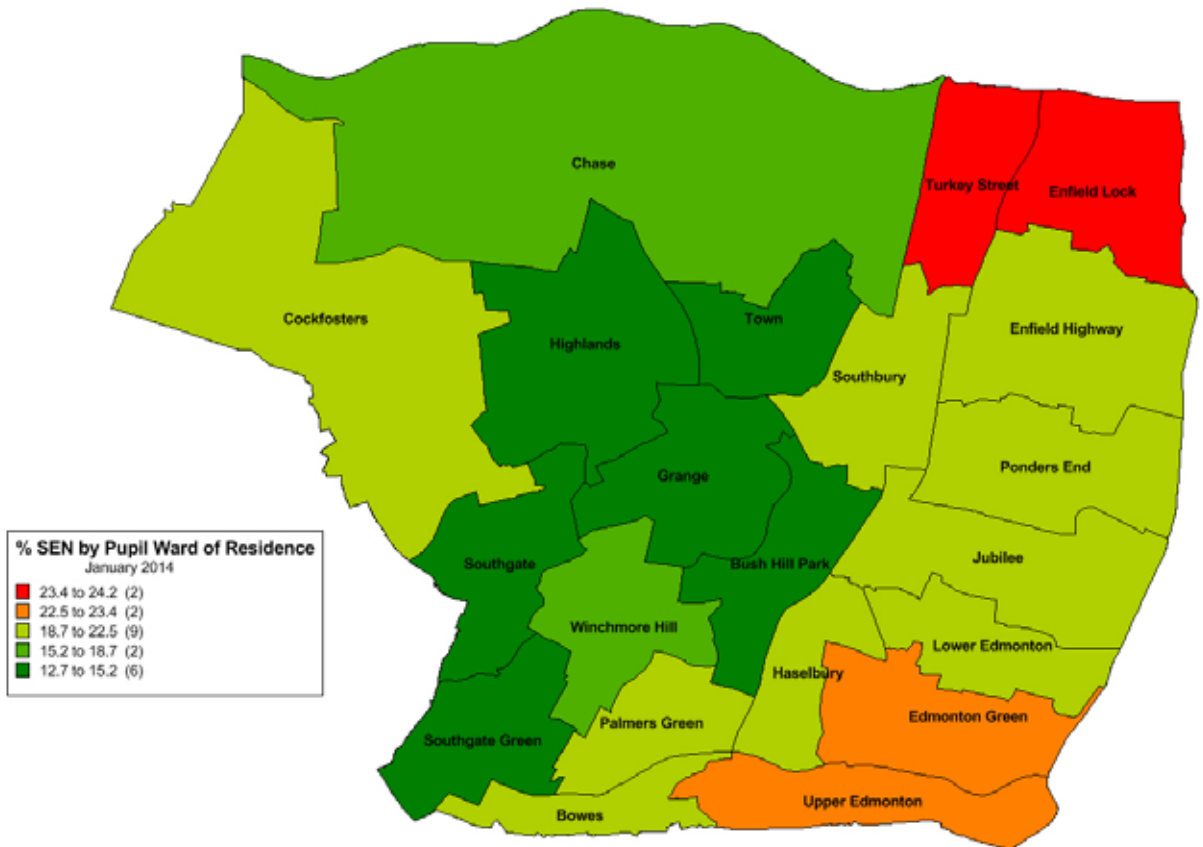 Chase
Turkey Street
Enfield Lock
Cockfosters
Highlands
Town
Enfield Highway
Southbury
Grange
Ponders End
% SEN by Pupil Ward of Residence
January 2014
23.4 to 24.2 (2)
22.5 to 23.4 (2)
18.7 to 22.5 (9)
15.2 to 18.7 (2)
12.7 to 15.2 (6)
Southgate
Bush Hill Park
Jubilee
Winchmore Hill
Lower Edmonton
Haselbury
Palmers Green
Edmonton Green
Southgate Green
Upper Edmonton
Bowes